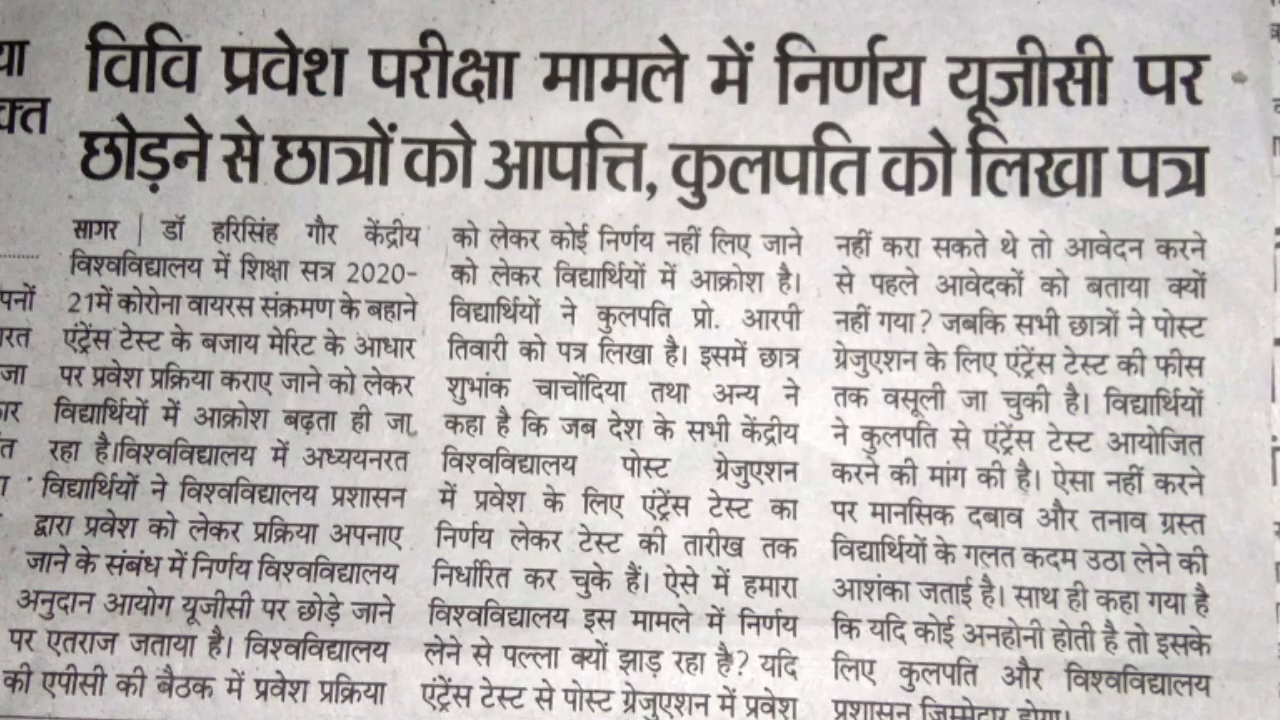 या
क्त
पनों
रत
जा
कार
त
विवि प्रवेश परीक्षा मामले में निर्णय यूजीसी पर
छोड़ने से छात्रों को आपत्ति, कुलपति को लिखा पत्र
सागर | डॉ हरिसिंह गौर केंद्रीय
विश्वविद्यालय में शिक्षा सत्र 2020-
21में कोरोना वायरस संक्रमण के बहाने
एंट्रेंस टेस्ट के बजाय मेरिट के आधार
पर प्रवेश प्रक्रिया कराए जाने को लेकर
विद्यार्थियों में आक्रोश बढ़ता ही जा
रहा है।विश्वविद्यालय में अध्ययनरत
विद्यार्थियों ने विश्वविद्यालय प्रशासन
द्वारा प्रवेश को लेकर प्रक्रिया अपनाए
जाने के संबंध में निर्णय विश्वविद्यालय
अनुदान आयोग यूजीसी पर छोड़े जाने
पर एतराज जताया है। विश्वविद्यालय
की एपीसी की बैठक में प्रवेश प्रक्रिया
को लेकर कोई निर्णय नहीं लिए जाने
को लेकर विद्यार्थियों में आक्रोश है।
विद्यार्थियों ने कुलपति प्रो. आरपी
तिवारी को पत्र लिखा है। इसमें छात्र
शुभांक चाचोंदिया तथा अन्य ने
कहा है कि जब देश के सभी केंद्रीय
विश्वविद्यालय पोस्ट ग्रेजुएशन
में प्रवेश के लिए एंट्रेंस टेस्ट का
निर्णय लेकर टेस्ट की तारीख तक
निर्धारित कर चुके हैं। ऐसे में हमारा
विश्वविद्यालय इस मामले में निर्णय
लेने से पल्ला क्यों झाड़ रहा है? यदि
एंट्रेंस टेस्ट से पोस्ट ग्रेजुएशन में प्रवेश
नहीं करा सकते थे तो आवेदन करने
से पहले आवेदकों को बताया क्यों
नहीं गया? जबकि सभी छात्रों ने पोस्ट
ग्रेजुएशन के लिए एंट्रेंस टेस्ट की फीस
तक वसूली जा चुकी है। विद्यार्थियों
ने कुलपति से एंट्रेंस टेस्ट आयोजित
करने की मांग की है। ऐसा नहीं करने
पर मानसिक दबाव और तनाव ग्रस्त
विद्यार्थियों के गलत कदम उठा लेने की
आशंका जताई है। साथ ही कहा गया है
कि यदि कोई अनहोनी होती है तो इसके
लिए कुलपति और विश्वविद्यालय
प्रशासन जिम्मेदार होगा।